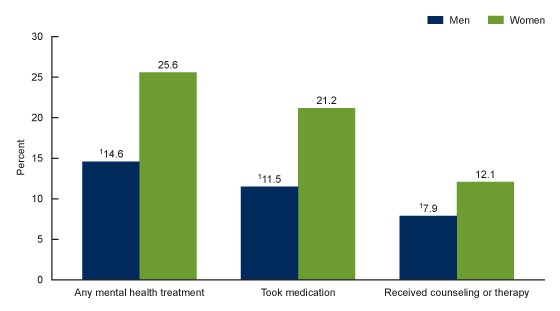 Men Women
30
25
20
15
10
5
0
Percent
¹14.6
25.6
¹11.5
21.2
¹7.9
12.1
Any mental health treatment
Took medication
Received counseling or therapy